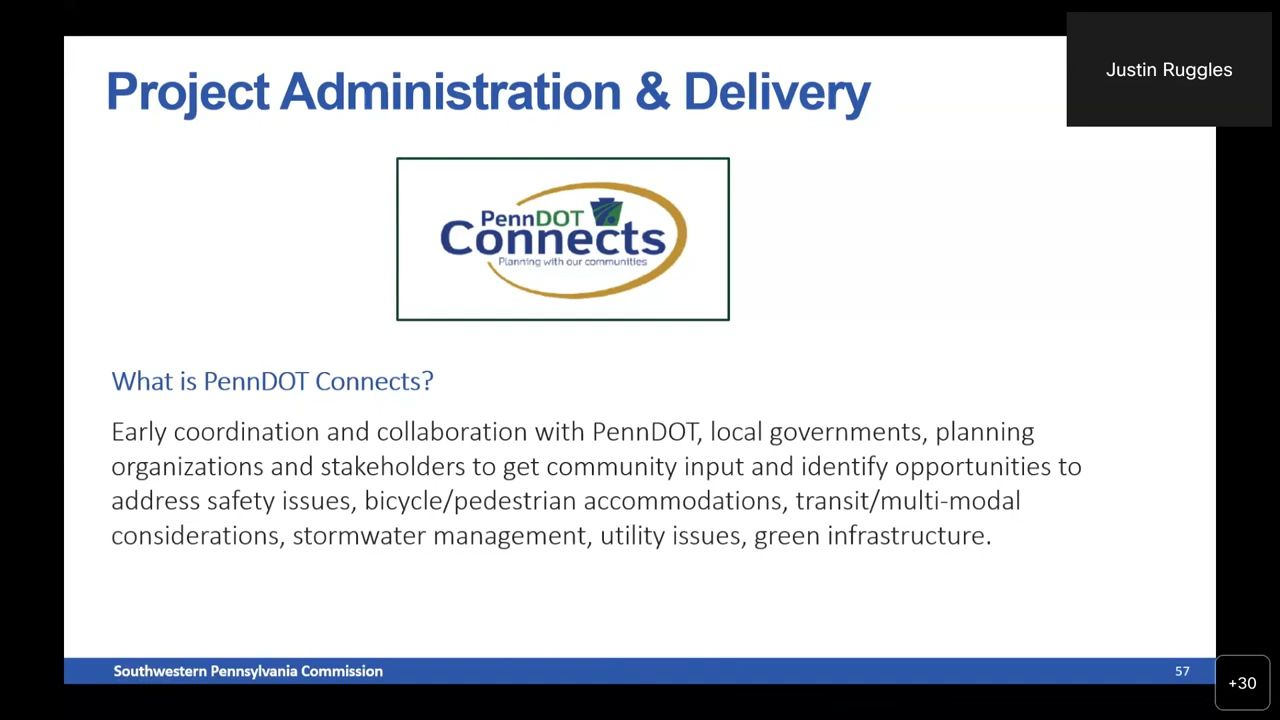 Project Administration & Delivery
Justin Ruggles
PennDOT
Connects
Planning with our communities
What is PennDOT Connects?
Early coordination and collaboration with PennDOT, local governments, planning
organizations and stakeholders to get community input and identify opportunities to
address safety issues, bicycle/pedestrian accommodations, transit/multi-modal
considerations, stormwater management, utility issues, green infrastructure.
Southwestern Pennsylvania Commission
57
+30